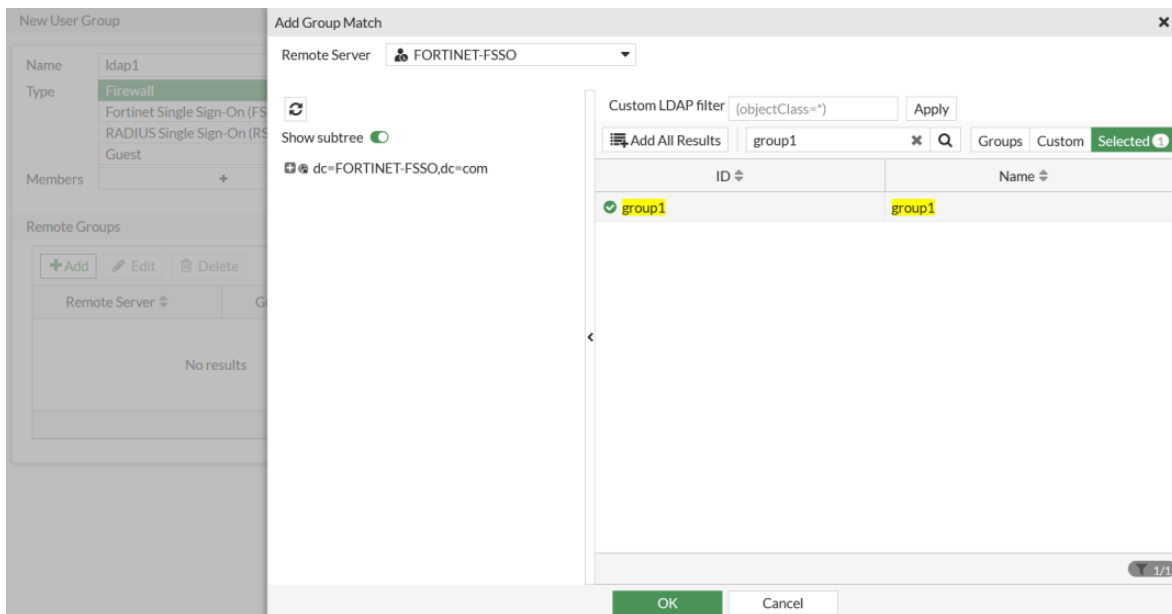 New User Group
Add Group Match
Remote Server FORTINET-FSSO
Name ldap1
Type Firewall
Fortinet Single Sign-On (FS
RADIUS Single Sign-On (RS
Guest
Members
Remote Groups
Add Edit Delete
Remote Server G
No results
Show subtree
dc=FORTINET-FSSO,dc=com
Custom LDAP filter (objectClass=*) Apply
Add All Results group1 Groups Custom Selected 1
ID Name
group1 group1
1/1
OK Cancel